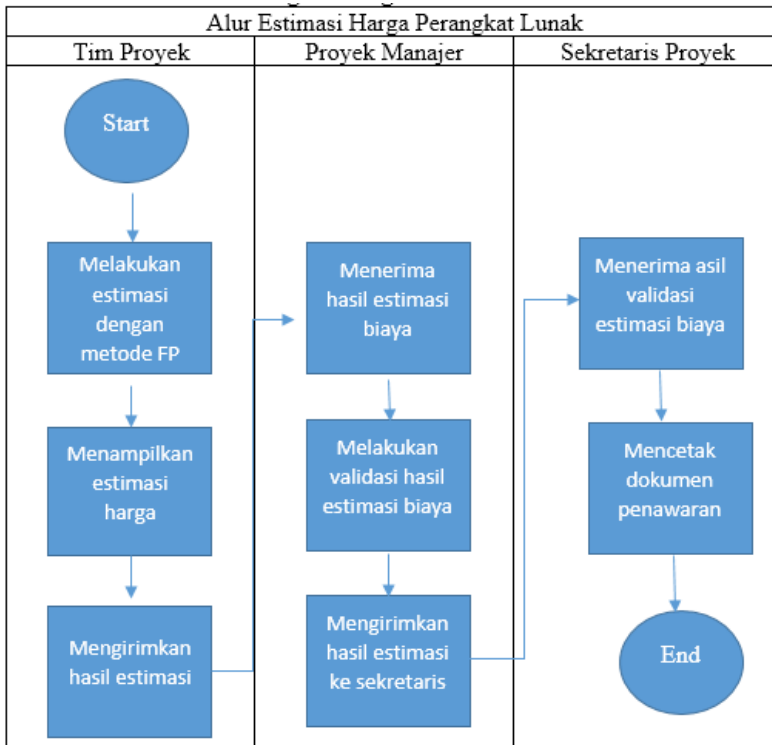 Alur Estimasi Harga Perangkat Lunak
Tim Proyek
Proyek Manajer
Sekretaris Proyek
Start
Melakukan
estimasi
dengan
metode FP
Menampilkan
estimasi
harga
Mengirimkan
hasil estimasi
Menerima
hasil estimasi
biaya
Melakukan
validasi hasil
estimasi biaya
Mengirimkan
hasil estimasi
ke sekretaris
Menerima asil
validasi
estimasi biaya
Mencetak
dokumen
penawaran
End